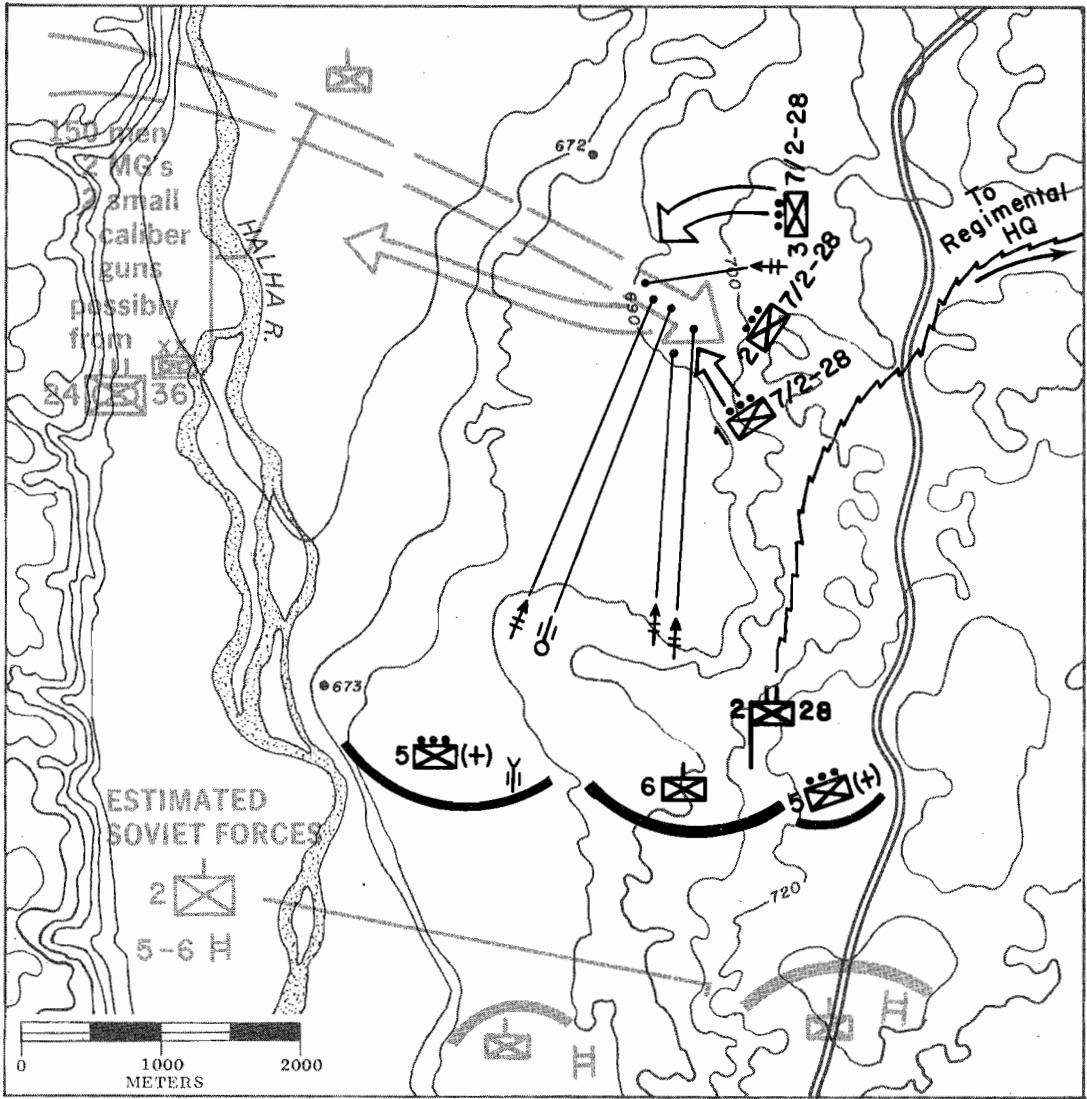 150 men
2 MG's
2 small
caliber
guns
possibly
from
24
XX
36
HALHA R.
672
7/2-28
3
To
Regimental
HQ
700
690
7/2-28
2
7/2-28
1
673
2
28
5
(+)
6
5
(+)
ESTIMATED
SOVIET FORCES
2
5-6
720
0
1000
2000
METERS